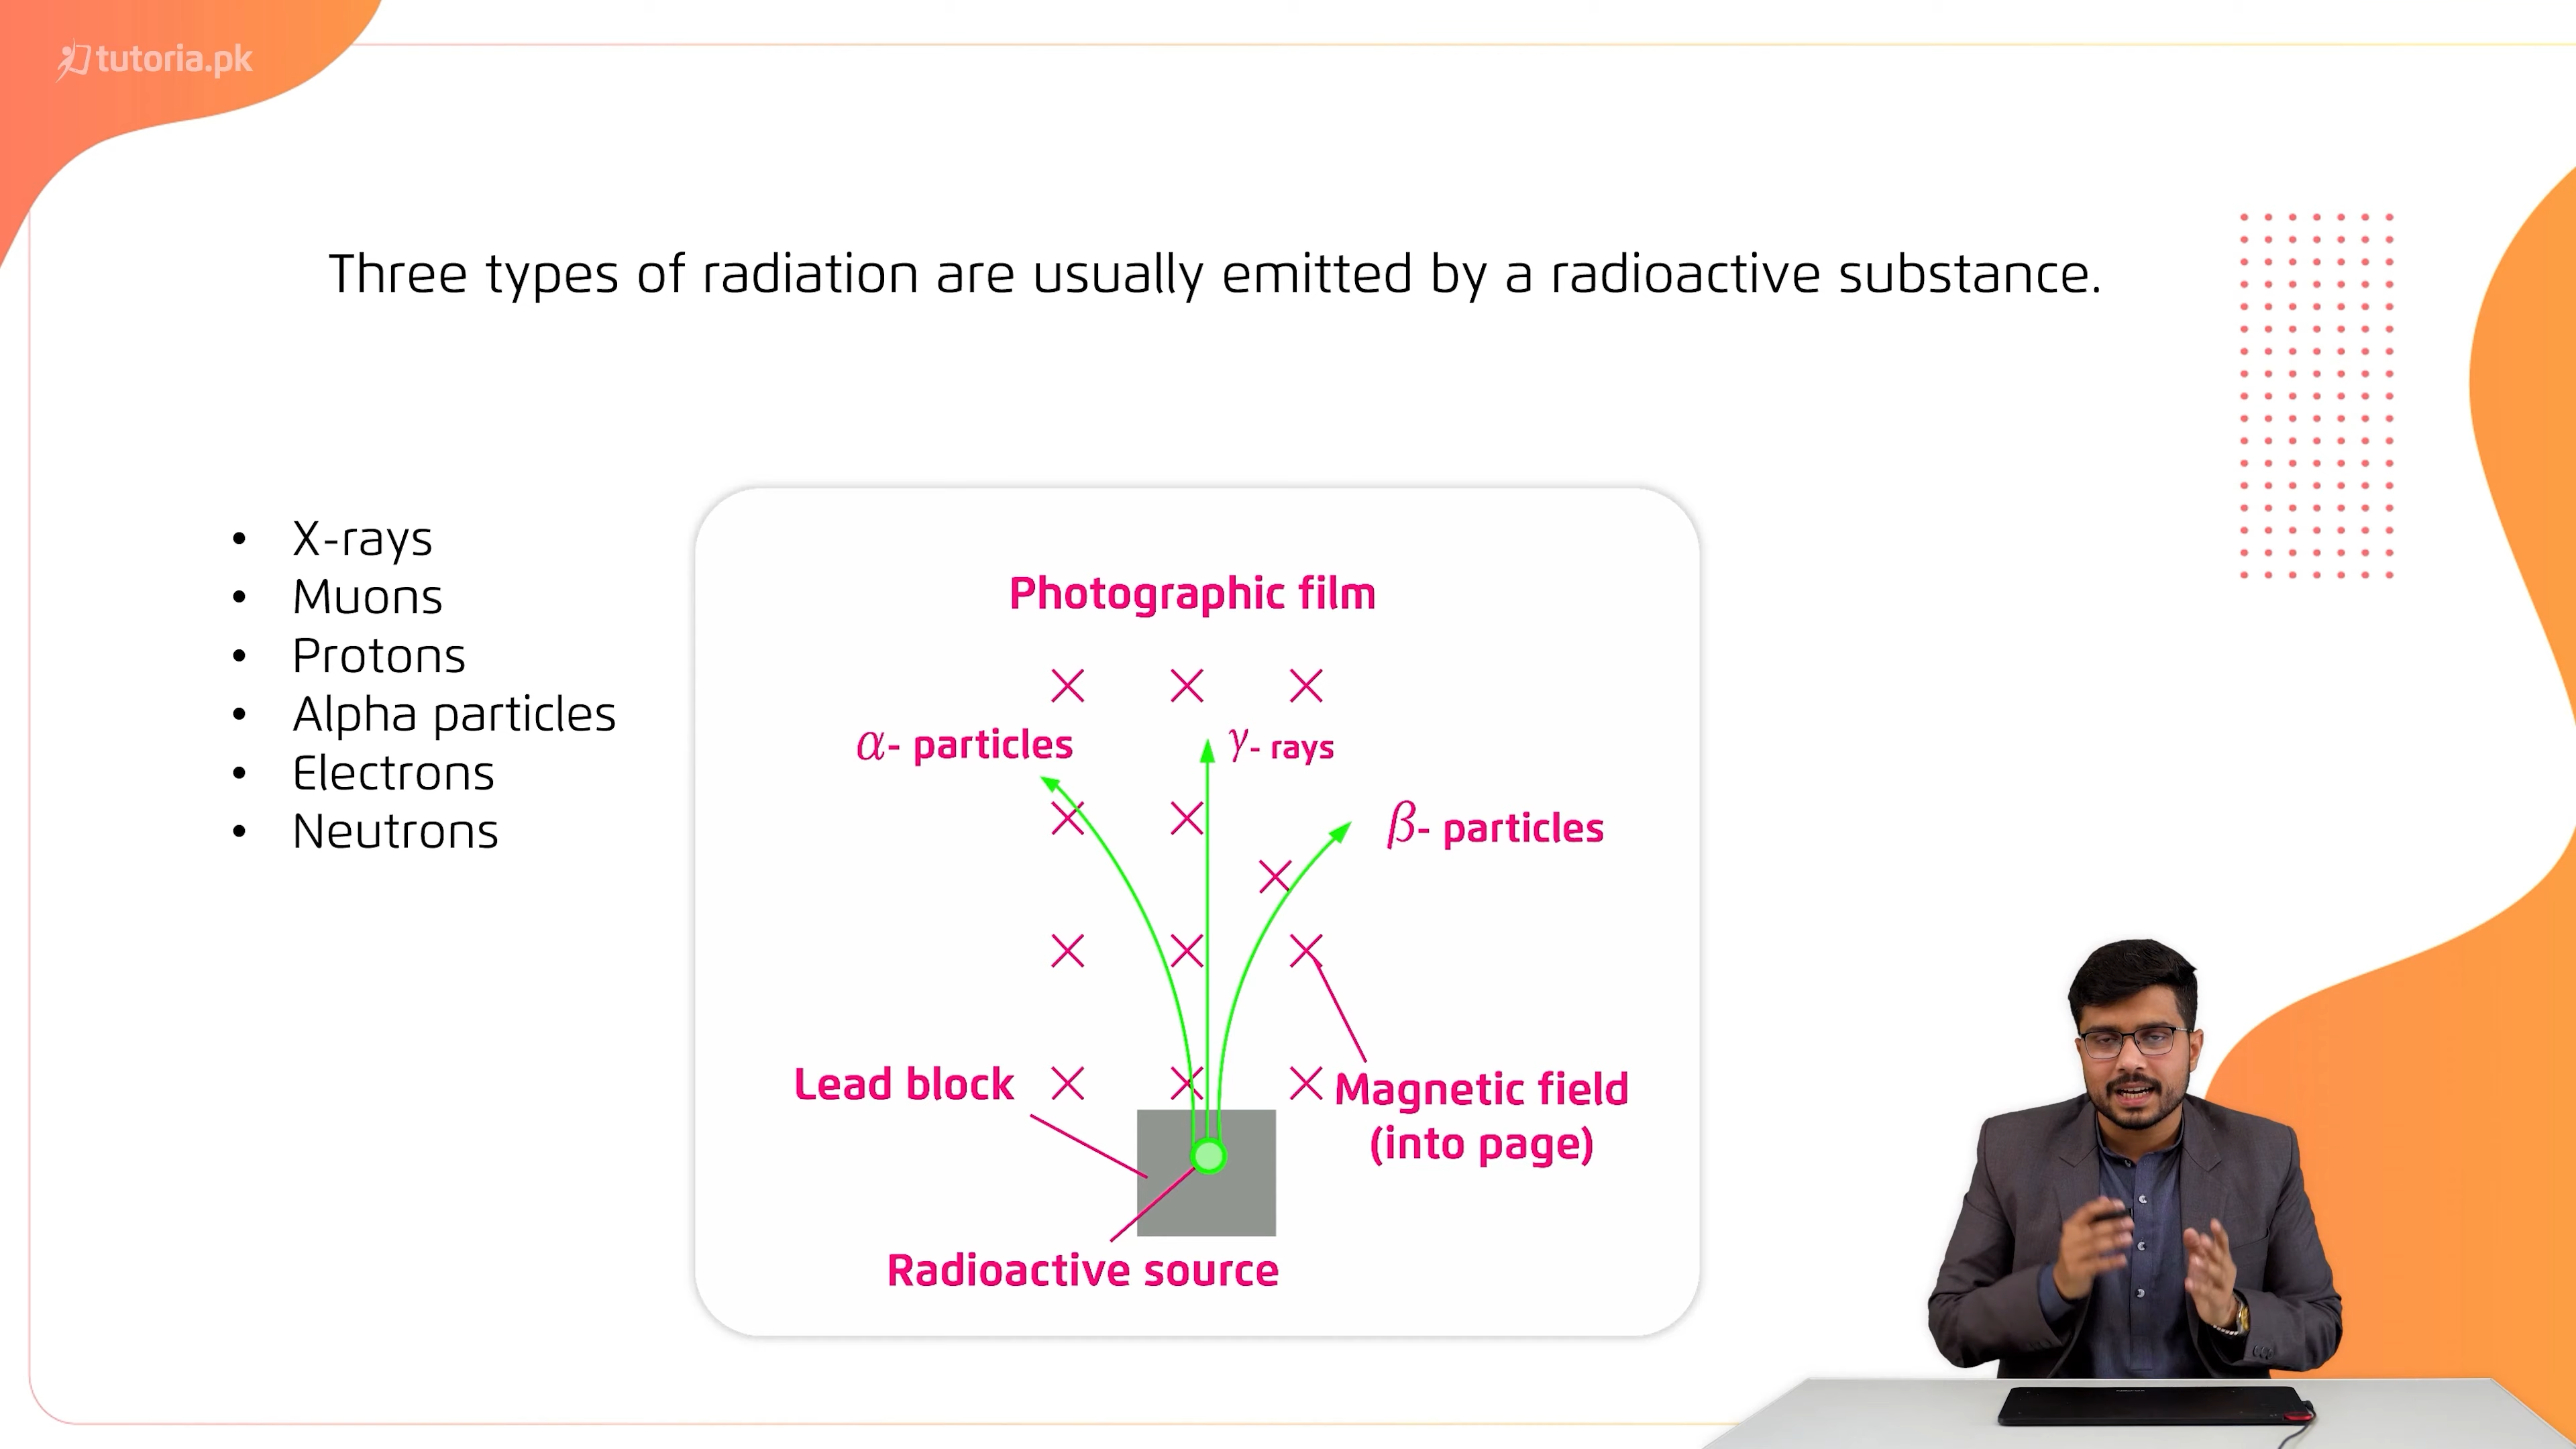 tutoria.pk
Three types of radiation are usually emitted by a radioactive substance.
• X-rays
• Muons
• Protons
• Alpha particles
• Electrons
• Neutrons
Photographic film
α- particles
γ- rays
β- particles
Lead block
Magnetic field
(into page)
Radioactive source